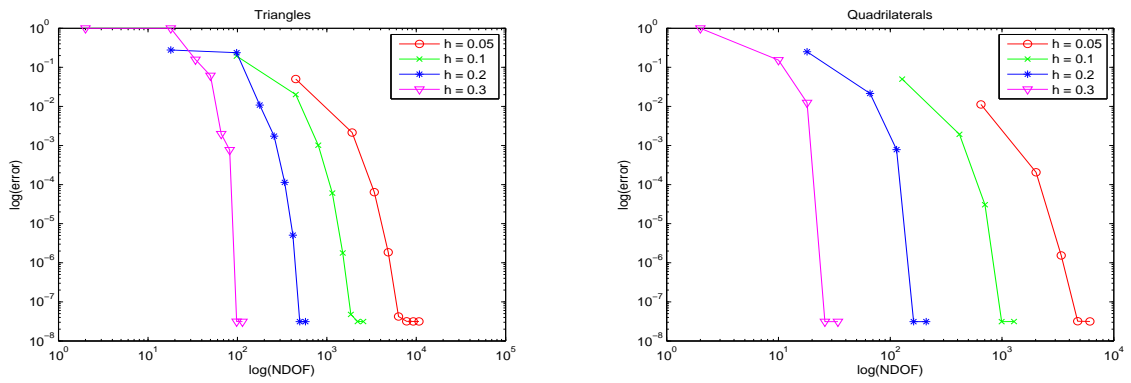 Triangles
10^0
10^-1
10^-2
10^-3
10^-4
10^-5
10^-6
10^-7
10^-8
log(error)
10^0
10^1
10^2
10^3
10^4
10^5
log(NDOF)
h = 0.05
h = 0.1
h = 0.2
h = 0.3
Quadrilaterals
10^0
10^-1
10^-2
10^-3
10^-4
10^-5
10^-6
10^-7
10^-8
log(error)
10^0
10^1
10^2
10^3
10^4
log(NDOF)
h = 0.05
h = 0.1
h = 0.2
h = 0.3